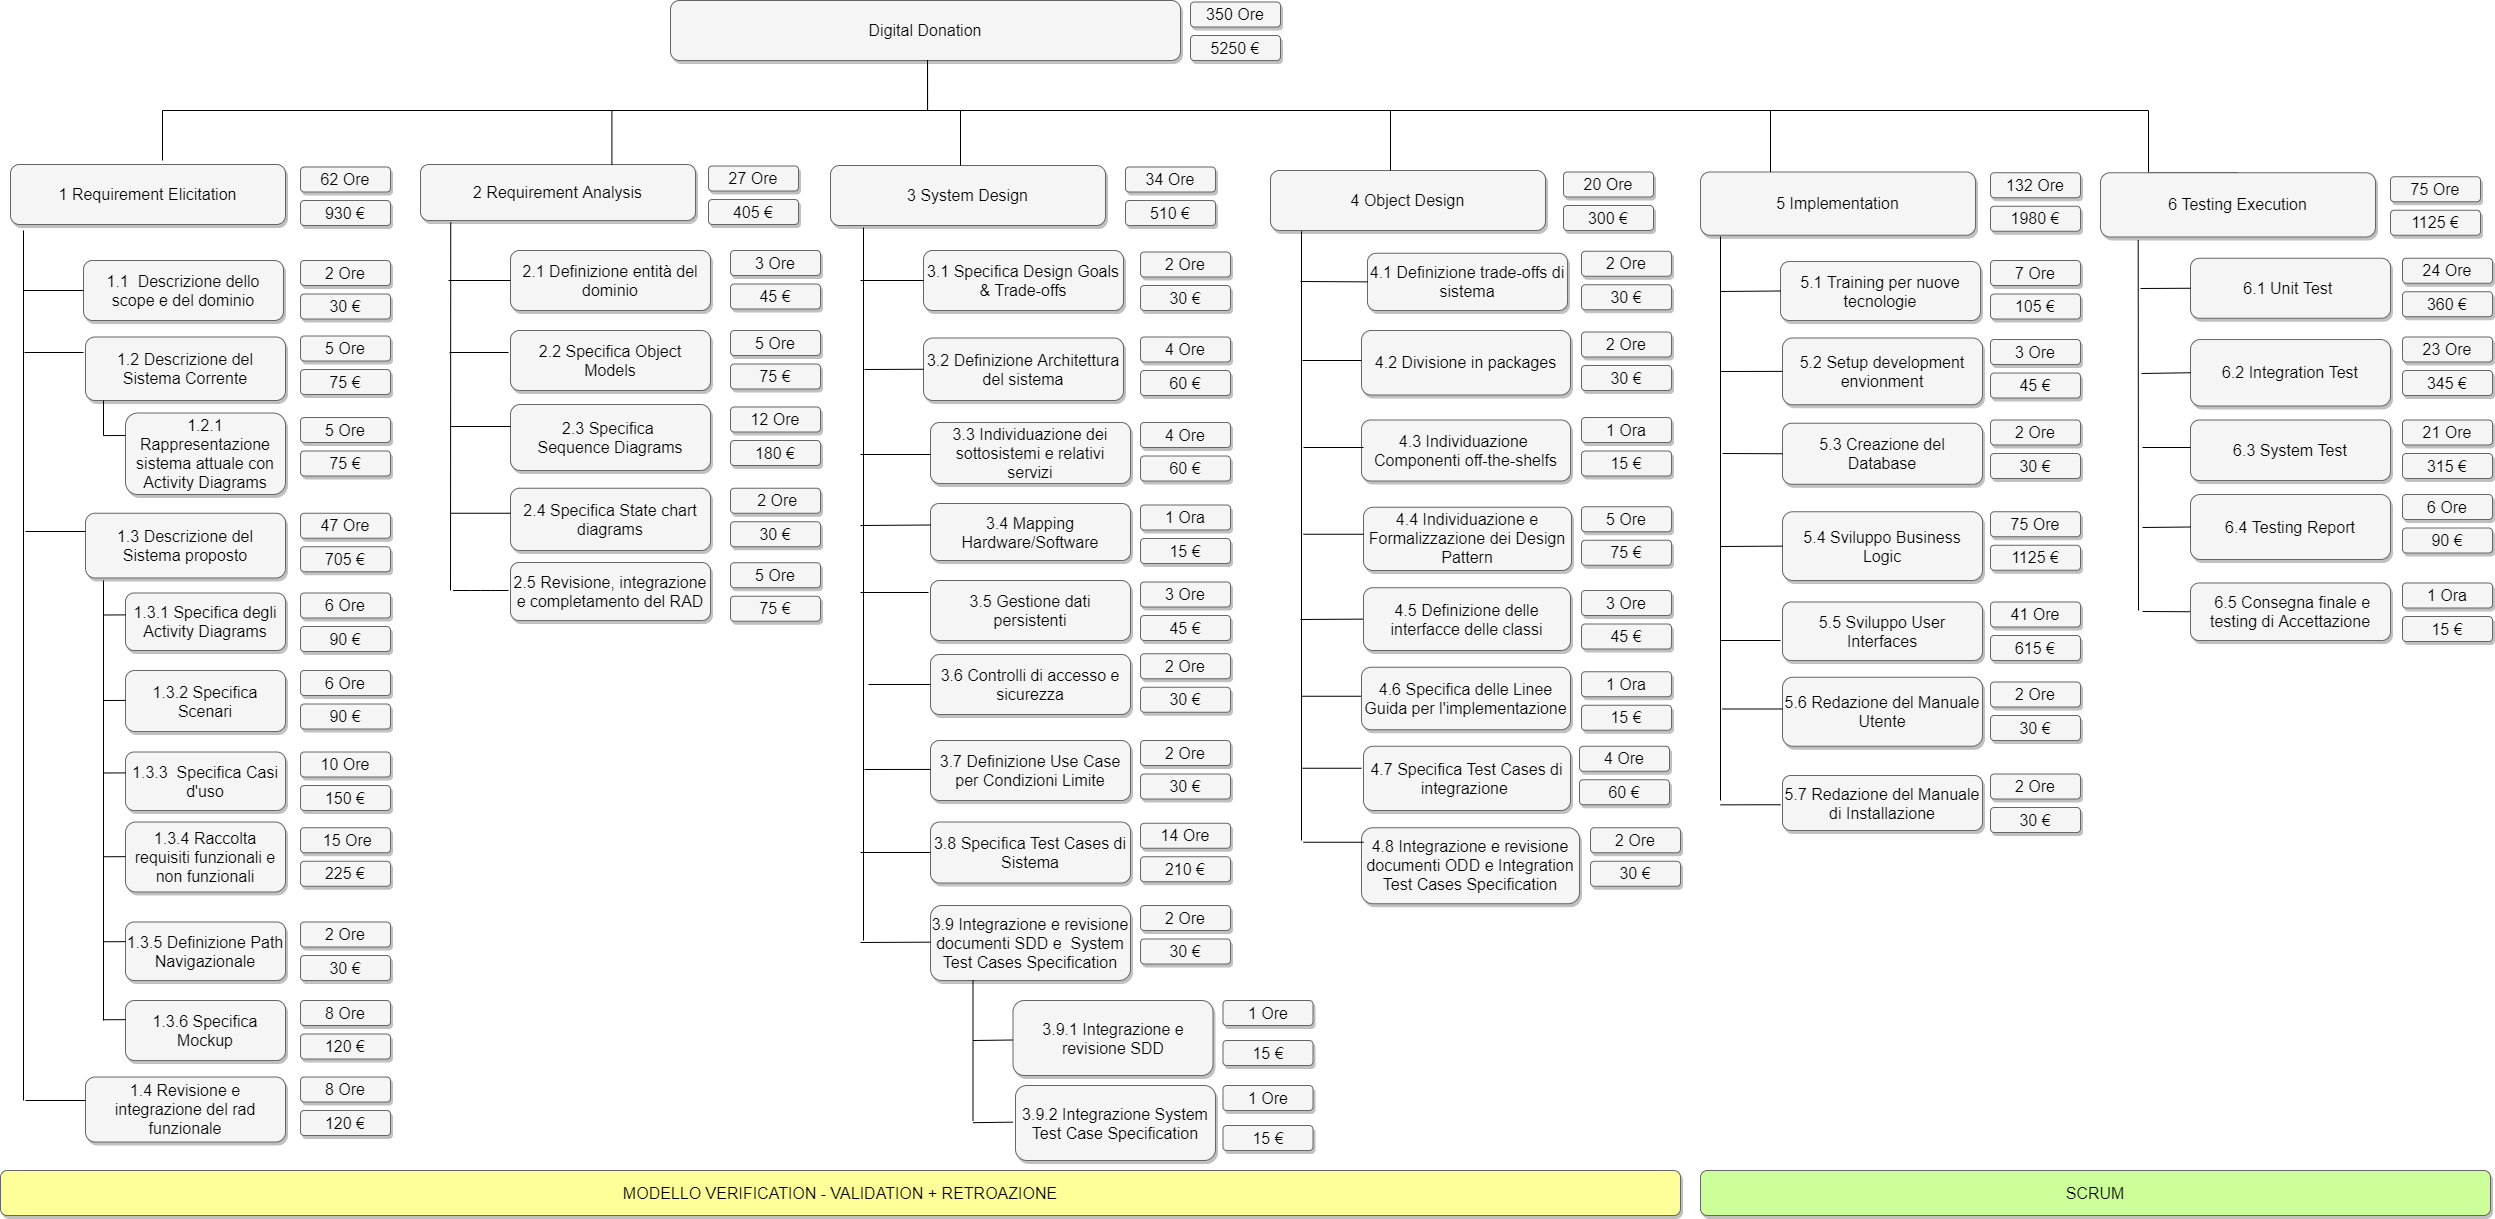 Digital Donation
350 Ore
5250 €
1 Requirement Elicitation
62 Ore
930 €
1.1  Descrizione dello
scope e del dominio
2 Ore
30 €
1.2 Descrizione del
Sistema Corrente
5 Ore
75 €
1.2.1
Rappresentazione
sistema attuale con
Activity Diagrams
5 Ore
75 €
1.3 Descrizione del
Sistema proposto
47 Ore
705 €
1.3.1 Specifica degli
Activity Diagrams
6 Ore
90 €
1.3.2 Specifica
Scenari
6 Ore
90 €
1.3.3  Specifica Casi
d'uso
10 Ore
150 €
1.3.4 Raccolta
requisiti funzionali e
non funzionali
15 Ore
225 €
1.3.5 Definizione Path
Navigazionale
2 Ore
30 €
1.3.6 Specifica
Mockup
8 Ore
120 €
1.4 Revisione e
integrazione del rad
funzionale
8 Ore
120 €
2 Requirement Analysis
27 Ore
405 €
2.1 Definizione entità del
dominio
3 Ore
45 €
2.2 Specifica Object
Models
5 Ore
75 €
2.3 Specifica
Sequence Diagrams
12 Ore
180 €
2.4 Specifica State chart
diagrams
2 Ore
30 €
2.5 Revisione, integrazione
e completamento del RAD
5 Ore
75 €
3 System Design
34 Ore
510 €
3.1 Specifica Design Goals
& Trade-offs
2 Ore
30 €
3.2 Definizione Architettura
del sistema
4 Ore
60 €
3.3 Individuazione dei
sottosistemi e relativi
servizi
4 Ore
60 €
3.4 Mapping
Hardware/Software
1 Ora
15 €
3.5 Gestione dati
persistenti
3 Ore
45 €
3.6 Controlli di accesso e
sicurezza
2 Ore
30 €
3.7 Definizione Use Case
per Condizioni Limite
2 Ore
30 €
3.8 Specifica Test Cases di
Sistema
14 Ore
210 €
3.9 Integrazione e revisione
documenti SDD e  System
Test Cases Specification
2 Ore
30 €
3.9.1 Integrazione e
revisione SDD
1 Ore
15 €
3.9.2 Integrazione System
Test Case Specification
1 Ore
15 €
4 Object Design
20 Ore
300 €
4.1 Definizione trade-offs di
sistema
2 Ore
30 €
4.2 Divisione in packages
2 Ore
30 €
4.3 Individuazione
Componenti off-the-shelfs
1 Ora
15 €
4.4 Individuazione e
Formalizzazione dei Design
Pattern
5 Ore
75 €
4.5 Definizione delle
interfacce delle classi
3 Ore
45 €
4.6 Specifica delle Linee
Guida per l'implementazione
1 Ora
15 €
4.7 Specifica Test Cases di
integrazione
4 Ore
60 €
4.8 Integrazione e revisione
documenti ODD e Integration
Test Cases Specification
2 Ore
30 €
5 Implementation
132 Ore
1980 €
5.1 Training per nuove
tecnologie
7 Ore
105 €
5.2 Setup development
envionment
3 Ore
45 €
5.3 Creazione del
Database
2 Ore
30 €
5.4 Sviluppo Business
Logic
75 Ore
1125 €
5.5 Sviluppo User
Interfaces
41 Ore
615 €
5.6 Redazione del Manuale
Utente
2 Ore
30 €
5.7 Redazione del Manuale
di Installazione
2 Ore
30 €
6 Testing Execution
75 Ore
1125 €
6.1 Unit Test
24 Ore
360 €
6.2 Integration Test
23 Ore
345 €
6.3 System Test
21 Ore
315 €
6.4 Testing Report
6 Ore
90 €
6.5 Consegna finale e
testing di Accettazione
1 Ora
15 €
MODELLO VERIFICATION - VALIDATION + RETROAZIONE
SCRUM